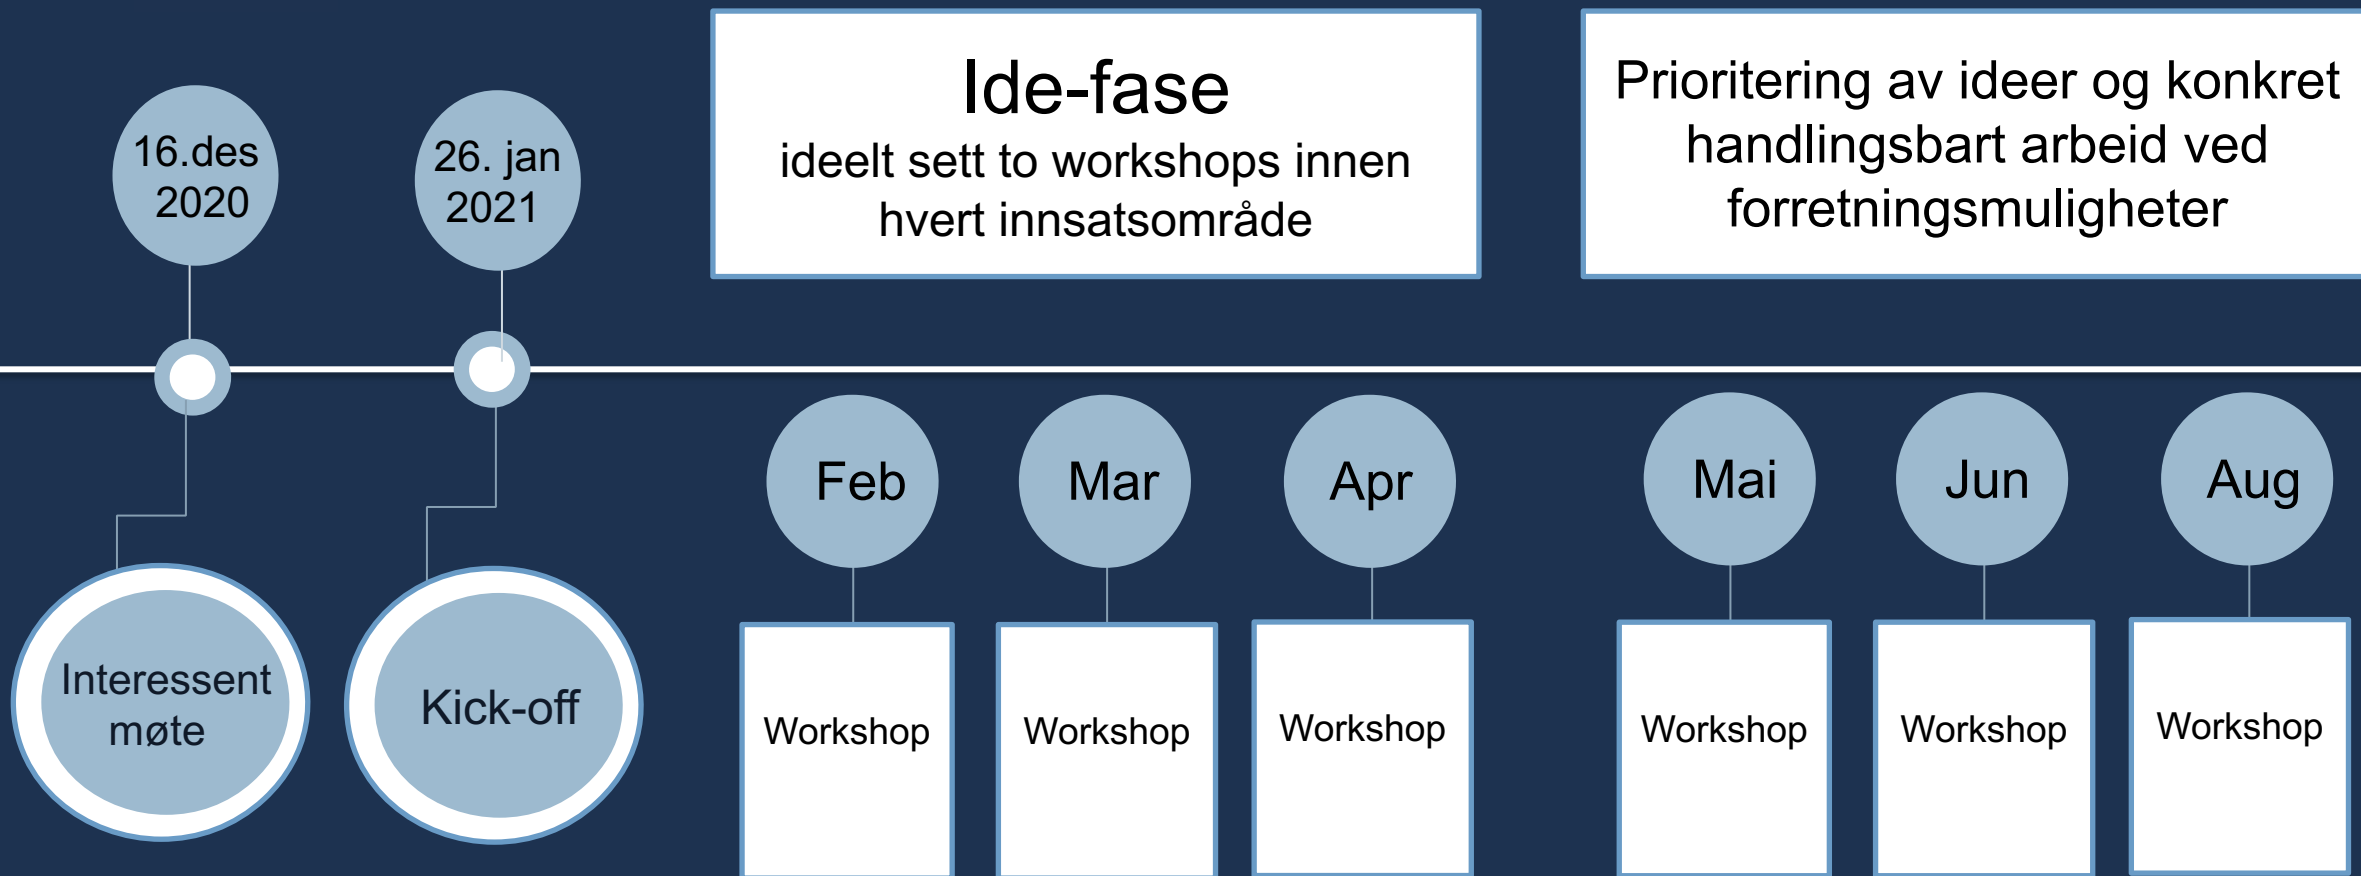 16.des
2020
26. jan
2021
Ide-fase
ideelt sett to workshops innen
hvert innsatsområde
Prioritering av ideer og konkret
handlingsbart arbeid ved
forretningsmuligheter
Feb
Mar
Apr
Mai
Jun
Aug
Interessent
møte
Kick-off
Workshop
Workshop
Workshop
Workshop
Workshop
Workshop